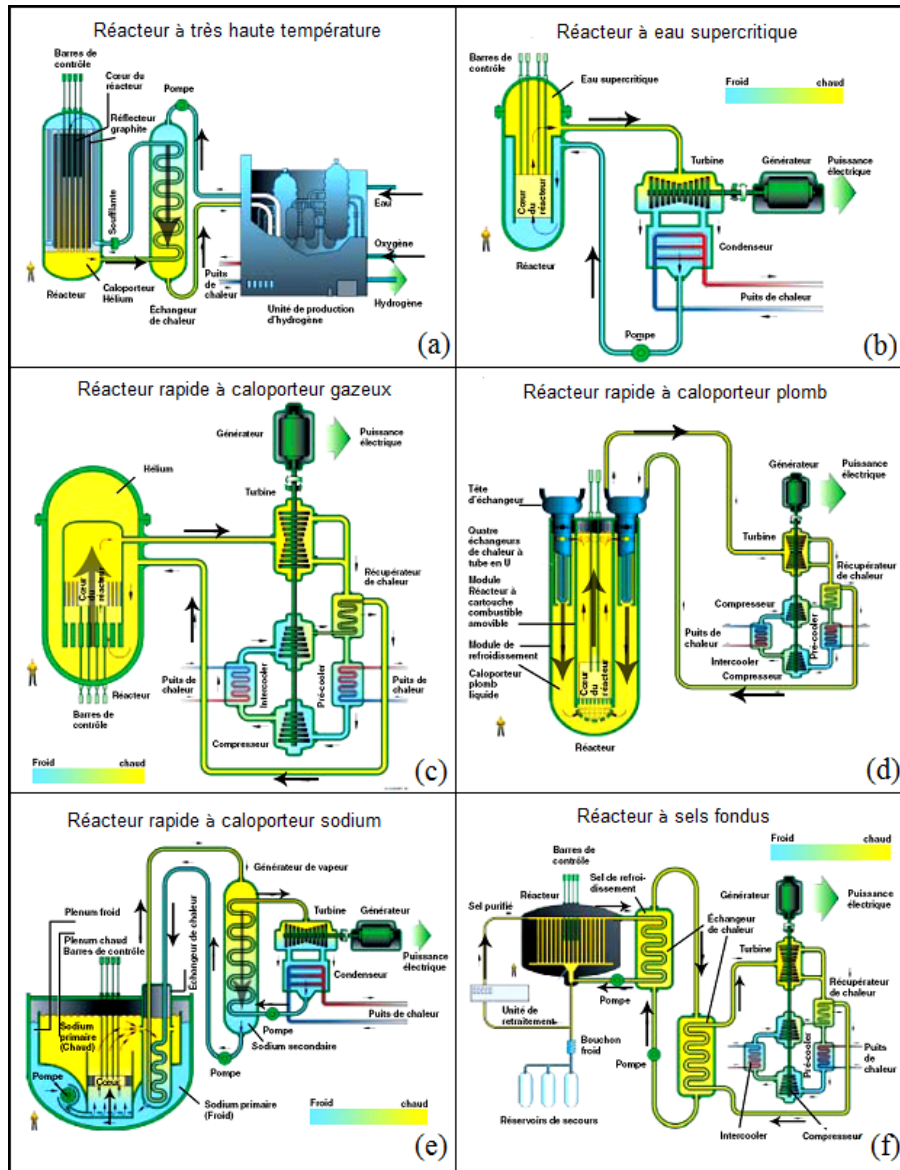 Réacteur à très haute température
Barres de
contrôle
Cœur du
réacteur
Réflecteur
graphite
Pompe
Soufflante
Eau
Oxygène
Hydrogène
Puits
de
chaleur
Réacteur
Caloporteur
Hélium
Échangeur
de chaleur
Unité de production
d'hydrogène
(a)
Réacteur à eau supercritique
Barres de
contrôle
Eau supercritique
Froid chaud
Turbine
Générateur
Puissance
électrique
Cœur
du
réacteur
Condenseur
Réacteur
Puits de chaleur
Pompe
(b)
Réacteur rapide à caloporteur gazeux
Générateur
Puissance
électrique
Hélium
Turbine
Récupérateur
de chaleur
Cœur
du
réacteur
Puits de
chaleur
Intercooler
Pré-cooler
Puits de
chaleur
Réacteur
Barres de
contrôle
Compresseur
Froid chaud
(c)
Réacteur rapide à caloporteur plomb
Générateur
Puissance
électrique
Tête
d'échangeur
Turbine
Quatre
échangeurs
de chaleur à
tube en U
Récupérateur
de chaleur
Module
Réacteur à
cartouche
combustible
amovible
Compresseur
Puits de
chaleur
Pré-cooler
Intercooler
Compresseur
Module de
refroidissement
Caloporteur
plomb
liquide
Cœur
du
réacteur
Réacteur
(d)
Réacteur rapide à caloporteur sodium
Générateur de vapeur
Plenum froid
Plenum chaud
Barres de contrôle
Échangeur de chaleur
Turbine
Générateur
Puissance
électrique
Condenseur
Puits de chaleur
Sodium
primaire
(Chaud)
Pompe
Sodium secondaire
Pompe
Pompe
Cœur
Sodium primaire
(Froid)
Froid chaud
(e)
Réacteur à sels fondus
Barres de
contrôle
Froid chaud
Réacteur
Sel de refroi-
dissement
Sel purifié
Générateur
Puissance
électrique
Échangeur
de chaleur
Turbine
Récupérateur
de chaleur
Pompe
Unité de
retraitement
Bouchon
froid
Pompe
Pré-cooler
Puits
de
chaleur
Réservoirs de secours
Intercooler
Compresseur
(f)